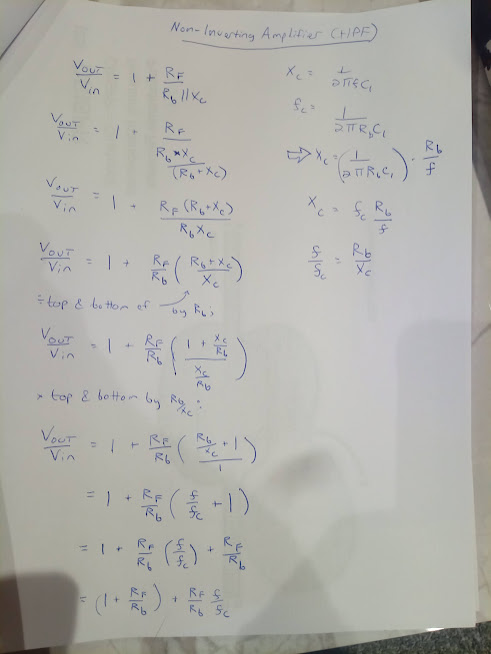 Non-Inverting Amplifier (HPF)
Vout/Vin = 1 + RF/(Rb||Xc)
Vout/Vin = 1 + RF/((Rb*Xc)/(Rb+Xc))
Vout/Vin = 1 + RF(Rb+Xc)/(RbXc)
Vout/Vin = 1 + RF/Rb ((Rb+Xc)/Xc)
÷ top & bottom of by Rb;
Vout/Vin = 1 + RF/Rb ((1 + Xc/Rb)/(Xc/Rb))
* top & bottom by Rb/Xc :
Vout/Vin = 1 + RF/Rb ((Rb/Xc + 1)/1)
= 1 + RF/Rb (f/fc + 1)
= 1 + RF/Rb (f/fc) + RF/Rb
= (1 + RF/Rb) + RF/Rb f/fc
Xc = 1/(2πfC1)
fc = 1/(2πRbC1)
⇒ Xc = (1/(2πRbC1)) · Rb/f
Xc = fc Rb/f
f/fc = Rb/Xc